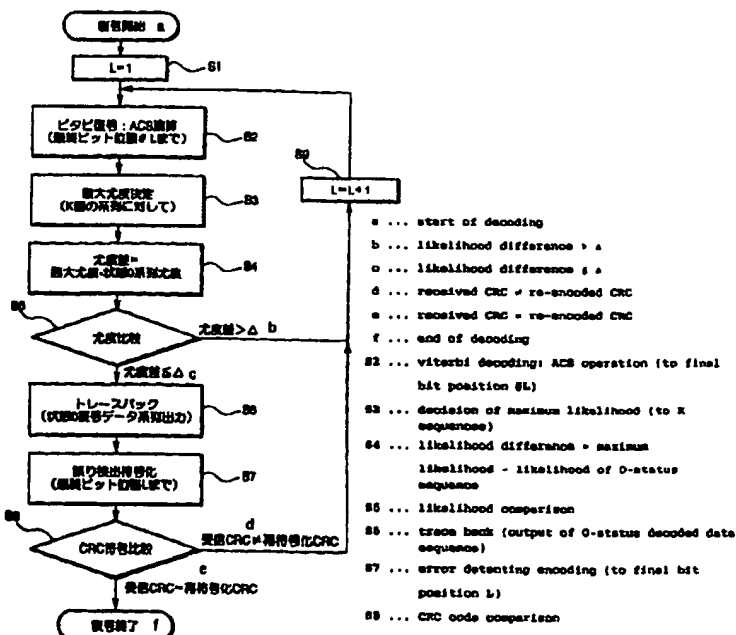 復号開始 a
L=1
S1
ビタビ復号:ACS演算
(最終ビット位置#Lまで)
S2
最大尤度決定
(K個の系列に対して)
S3
尤度差=
最大尤度-状態0系列尤度
S4
S5
尤度比較
尤度差>Δ b
尤度差≦Δ c
トレースバック
(状態0復号データ系列出力)
S6
誤り検出符号化
(最終ビット位置Lまで)
S7
S8
CRC符号比較
d
受信CRC≠再符号化CRC
e
受信CRC=再符号化CRC
復号終了 f
S9
L=L+1
a ... start of decoding
b ... likelihood difference > Δ
c ... likelihood difference ≦ Δ
d ... received CRC ≠ re-encoded CRC
e ... received CRC = re-encoded CRC
f ... end of decoding
S2 ... viterbi decoding: ACS operation (to final
bit position #L)
S3 ... decision of maximum likelihood (to K
sequences)
S4 ... likelihood difference = maximum
likelihood - likelihood of 0-status
sequence
S5 ... likelihood comparison
S6 ... trace back (output of 0-status decoded data
sequence)
S7 ... error detecting encoding (to final bit
position L)
S8 ... CRC code comparison